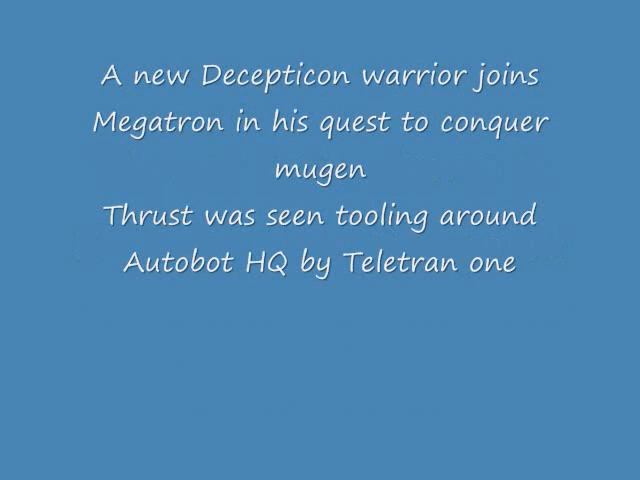 A new Decepticon warrior joins
Megatron in his quest to conquer
mugen
Thrust was seen tooling around
Autobot HQ by Teletran one